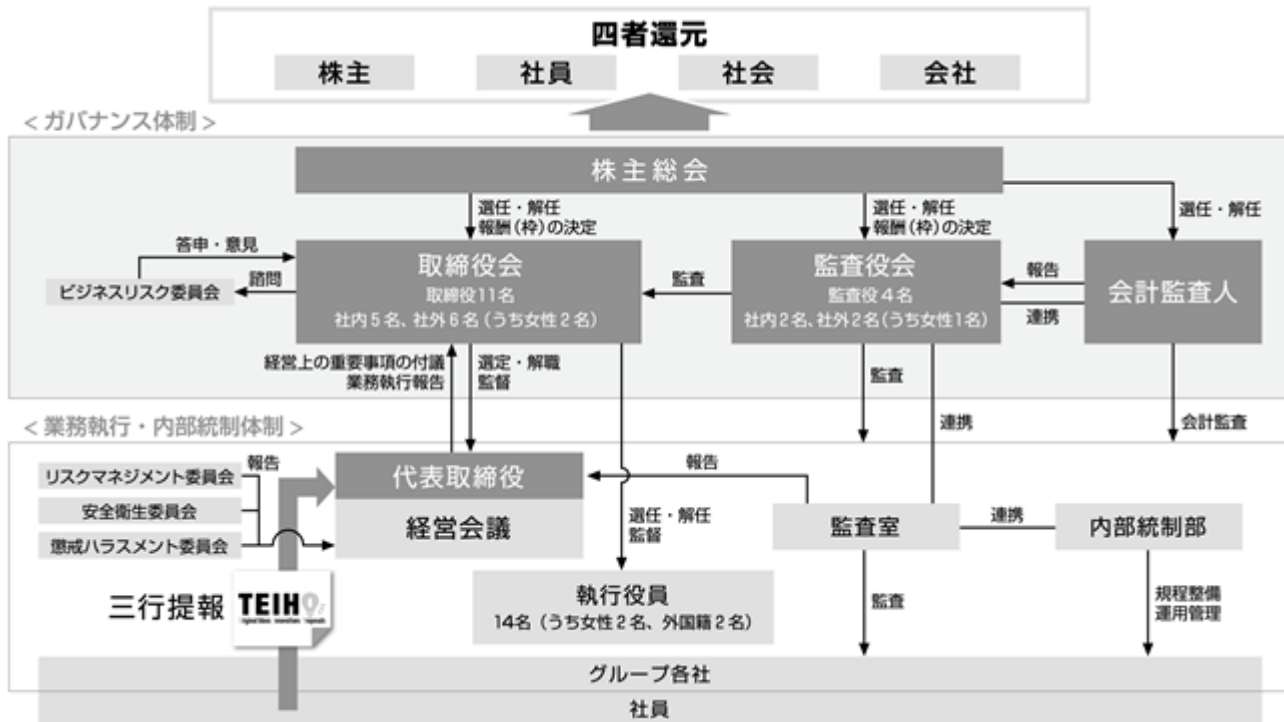 四者還元
株主
社員
社会
会社
< ガバナンス体制 >
株主総会
選任・解任
報酬(枠)の決定
選任・解任
報酬(枠)の決定
選任・解任
答申・意見
諮問
ビジネスリスク委員会
取締役会
取締役11名
社内5名、社外6名(うち女性2名)
監査
監査役会
監査役4名
社内2名、社外2名(うち女性1名)
報告
連携
会計監査人
経営上の重要事項の付議
業務執行報告
選定・解職
監督
監査
連携
会計監査
< 業務執行・内部統制体制 >
リスクマネジメント委員会
安全衛生委員会
懲戒ハラスメント委員会
報告
代表取締役
経営会議
報告
選任・解任
監督
監査室
連携
内部統制部
三行提報
TEIHO
執行役員
14名(うち女性2名、外国籍2名)
監査
規程整備
運用管理
グループ各社
社員